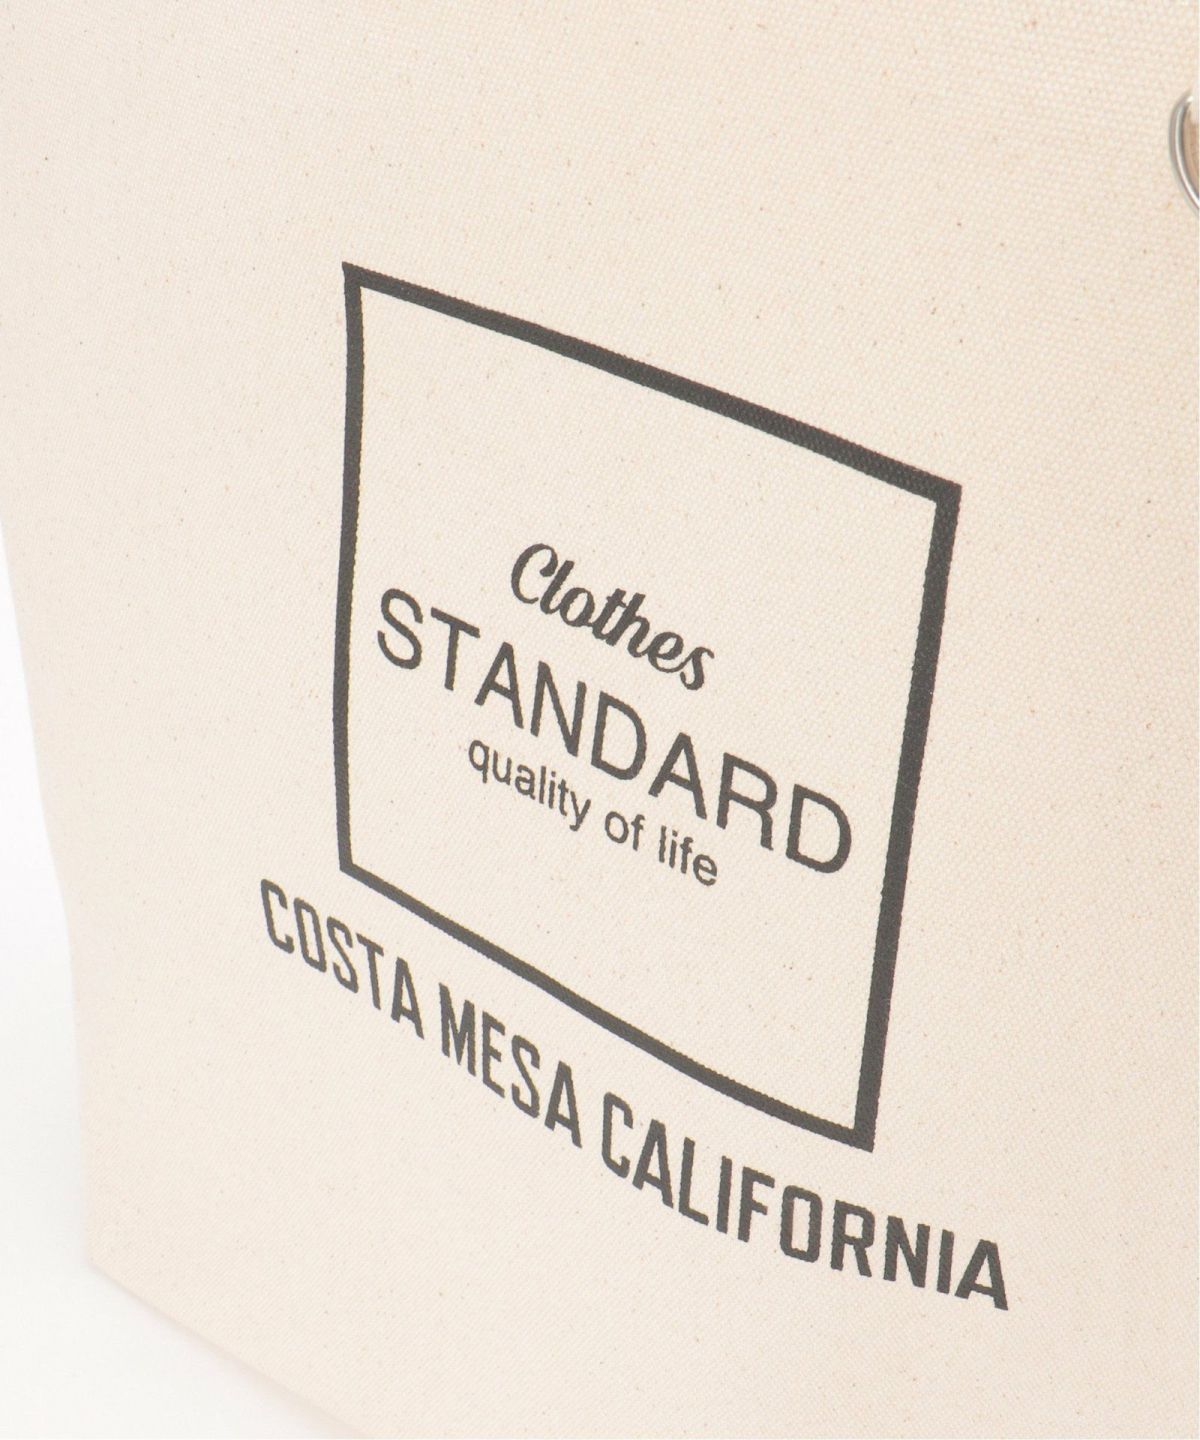 Clothes
STANDARD
quality of life
COSTA MESA CALIFORNIA